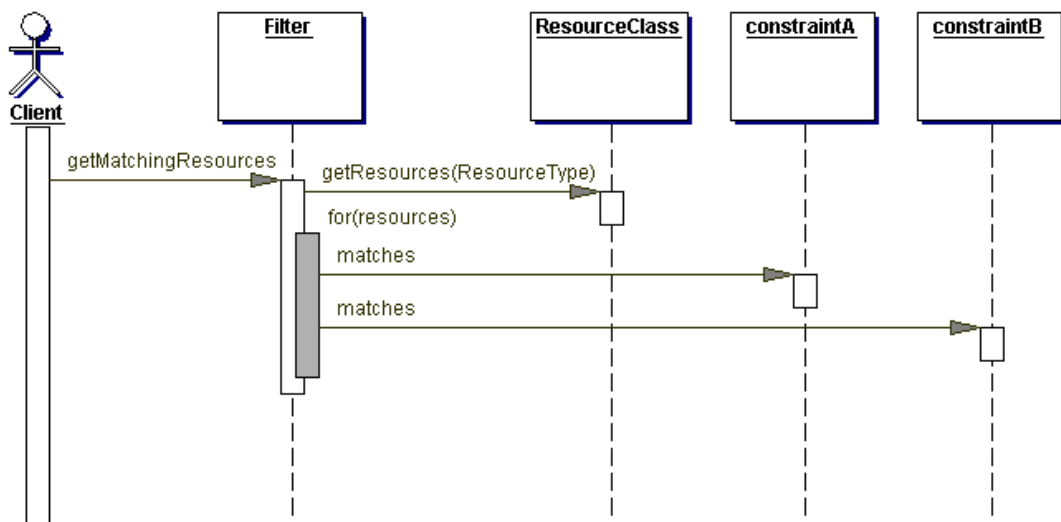 Filter
ResourceClass
constraintA
constraintB
Client
getMatchingResources
getResources(ResourceType)
for(resources)
matches
matches